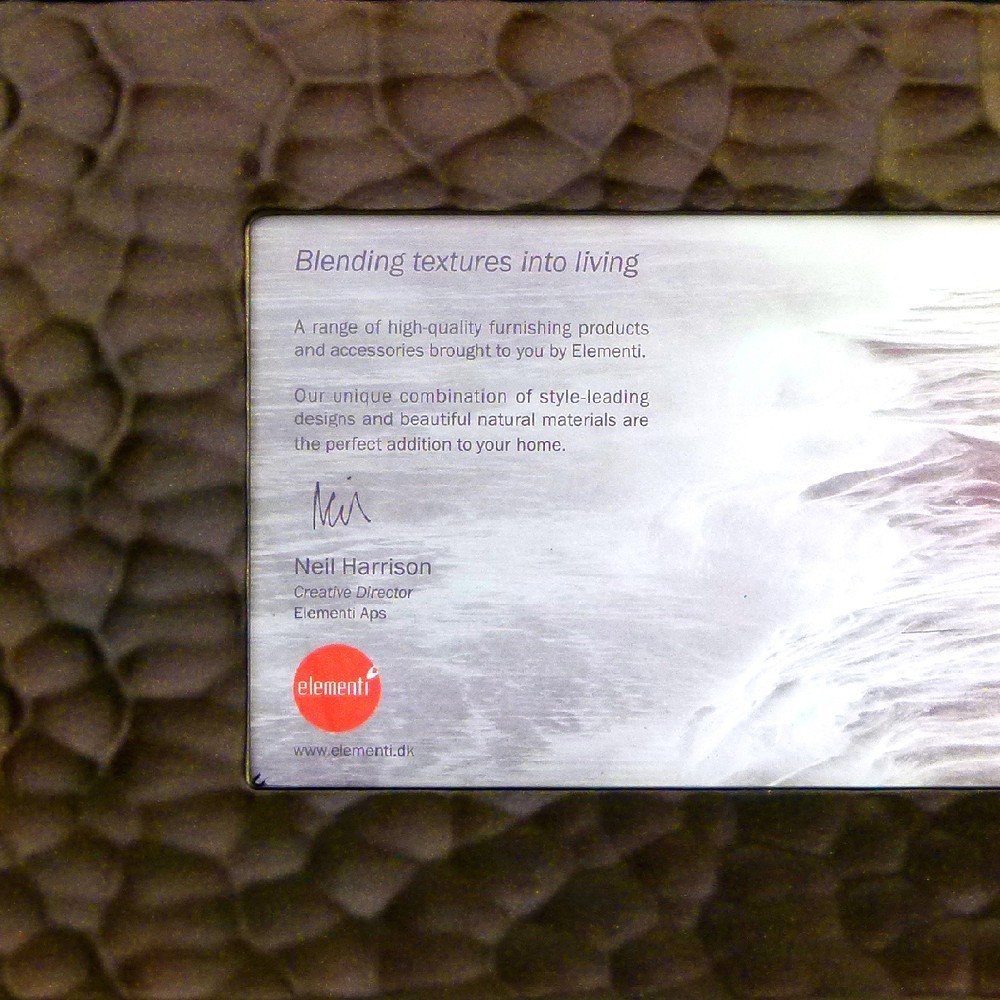 Blending textures into living
A range of high-quality furnishing products
and accessories brought to you by Elementi.
Our unique combination of style-leading
designs and beautiful natural materials are
the perfect addition to your home.
Neil
Neil Harrison
Creative Director
Elementi Aps
elementi
www.elementi.dk